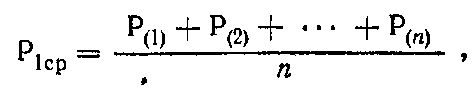 P₁ср = (P₍₁₎ + P₍₂₎ + ··· + P₍ₙ₎) / n ,